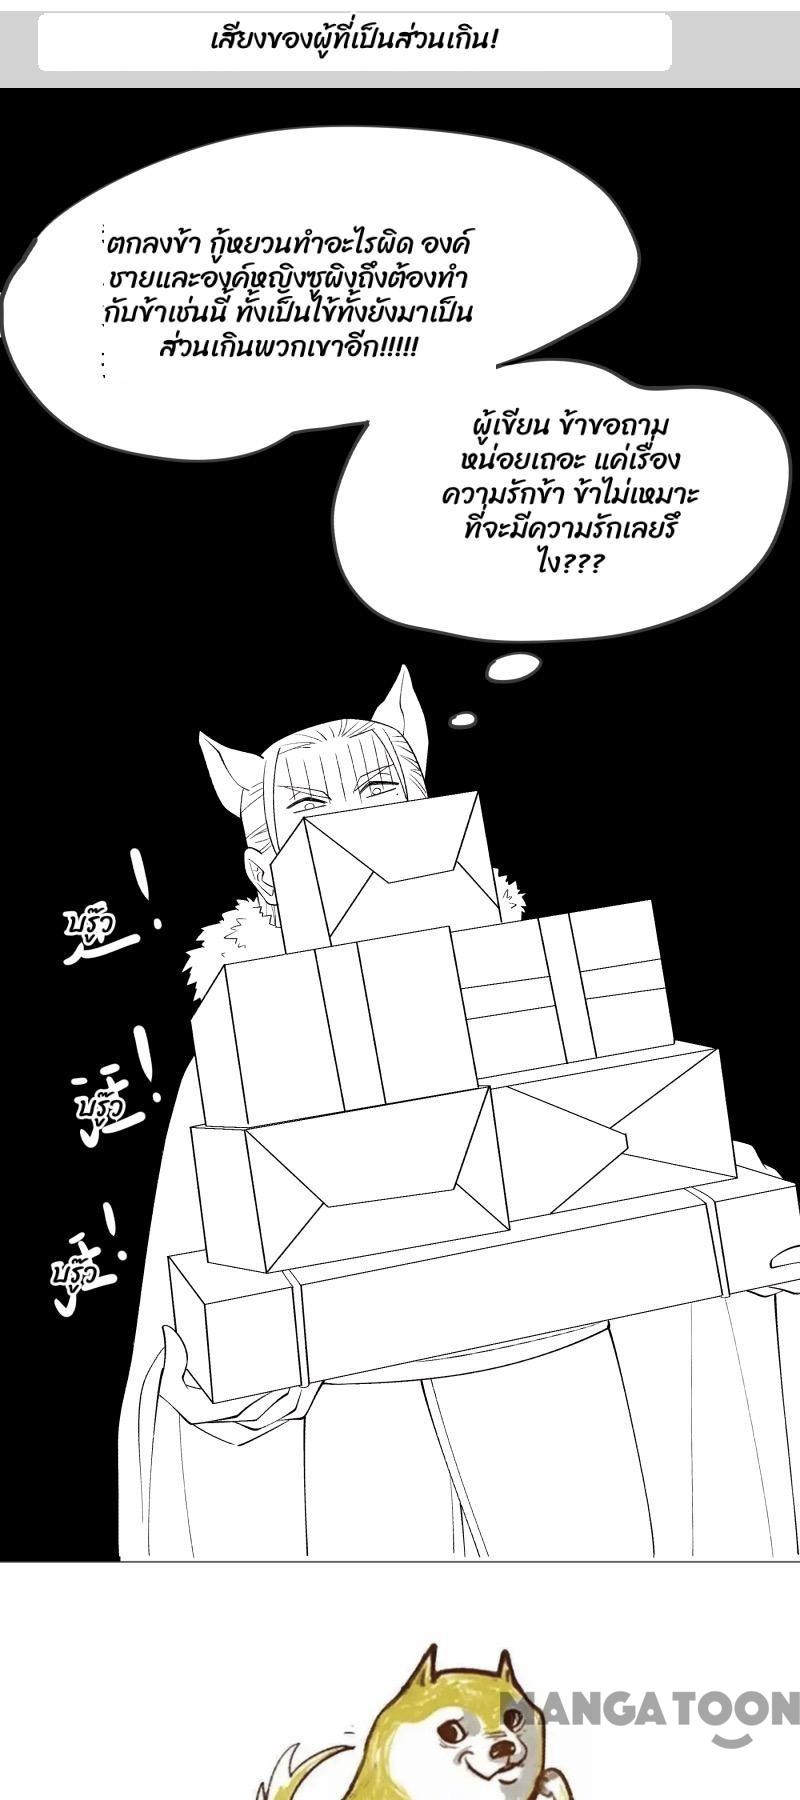 เสียงของผู้ที่เป็นส่วนเกิน!
ตกลงข้า กู้หยวนทำอะไรผิด องค์
ชายและองค์หญิงซูผิงถึงต้องทำ
กับข้าเช่นนี้ ทั้งเป็นไข้ทั้งยังมาเป็น
ส่วนเกินพวกเขาอีก!!!!!
ผู้เขียน ข้าขอถาม
หน่อยเถอะ แค่เรื่อง
ความรักข้า ข้าไม่เหมาะ
ที่จะมีความรักเลยรึ
ไง???
บรู๊ว
บรู๊ว
บรู๊ว
MANGATOON